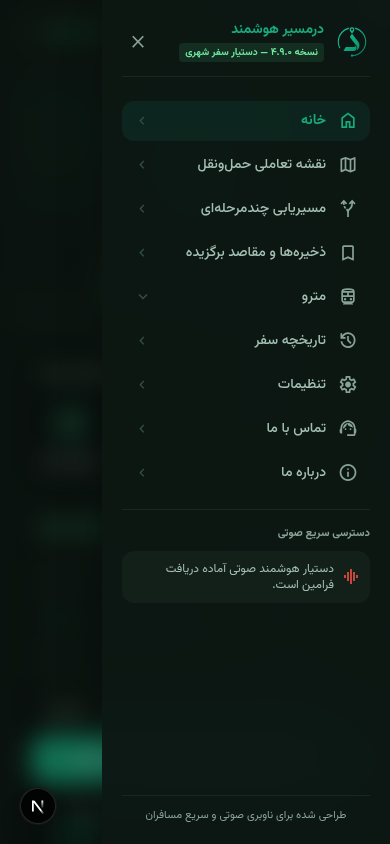 درمسیر هوشمند
نسخه ۴.۹.۰ – دستیار سفر شهری
خانه
نقشه تعاملی حمل‌ونقل
مسیریابی چندمرحله‌ای
ذخیره‌ها و مقاصد برگزیده
مترو
تاریخچه سفر
تنظیمات
تماس با ما
درباره ما
دسترسی سریع صوتی
دستیار هوشمند صوتی آماده دریافت
فرامین است.
طراحی شده برای ناوبری صوتی و سریع مسافران
N